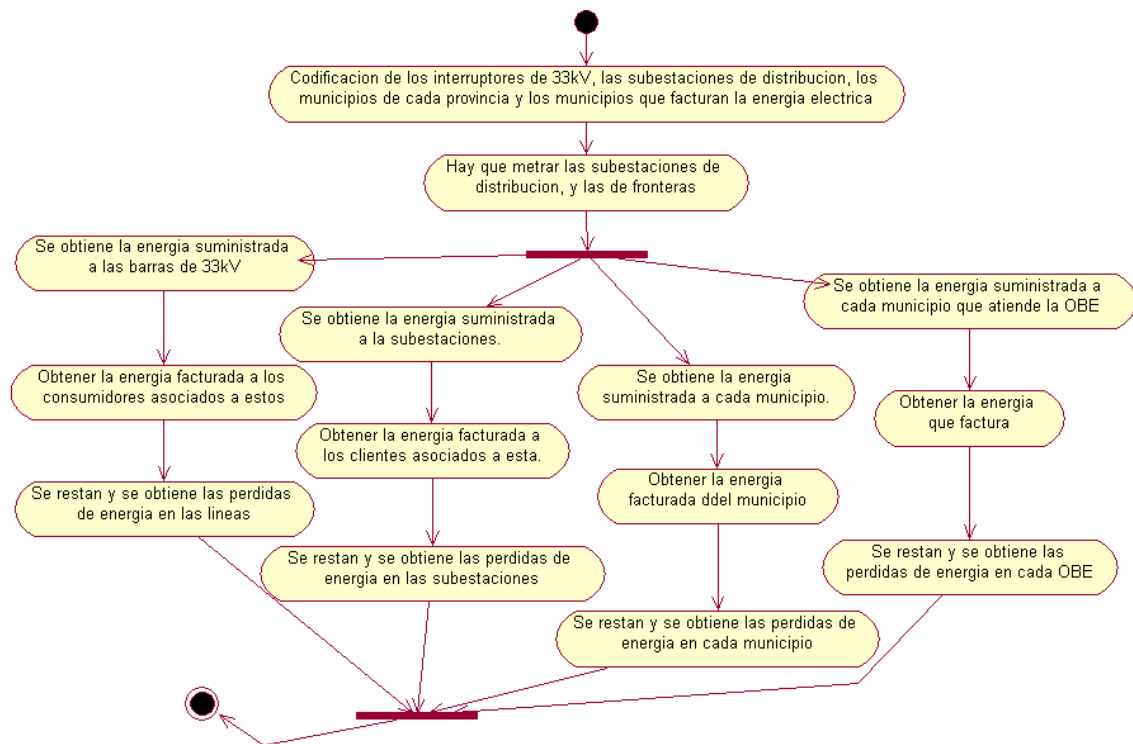 Codificacion de los interruptores de 33kV, las subestaciones de distribucion, los
municipios de cada provincia y los municipios que facturan la energia electrica
Hay que metrar las subestaciones de
distribucion, y las de fronteras
Se obtiene la energia suministrada
a las barras de 33kV
Obtener la energia facturada a los
consumidores asociados a estos
Se restan y se obtiene las perdidas
de energia en las lineas
Se obtiene la energia suministrada
a la subestaciones.
Obtener la energia facturada a
los clientes asociados a esta.
Se restan y se obtiene las perdidas de
energia en las subestaciones
Se obtiene la energia
suministrada a cada municipio.
Obtener la energia
facturada ddel municipio
Se restan y se obtiene las perdidas de
energia en cada municipio
Se obtiene la energia suministrada a
cada municipio que atiende la OBE
Obtener la energia
que factura
Se restan y se obtiene las
perdidas de energia en cada OBE